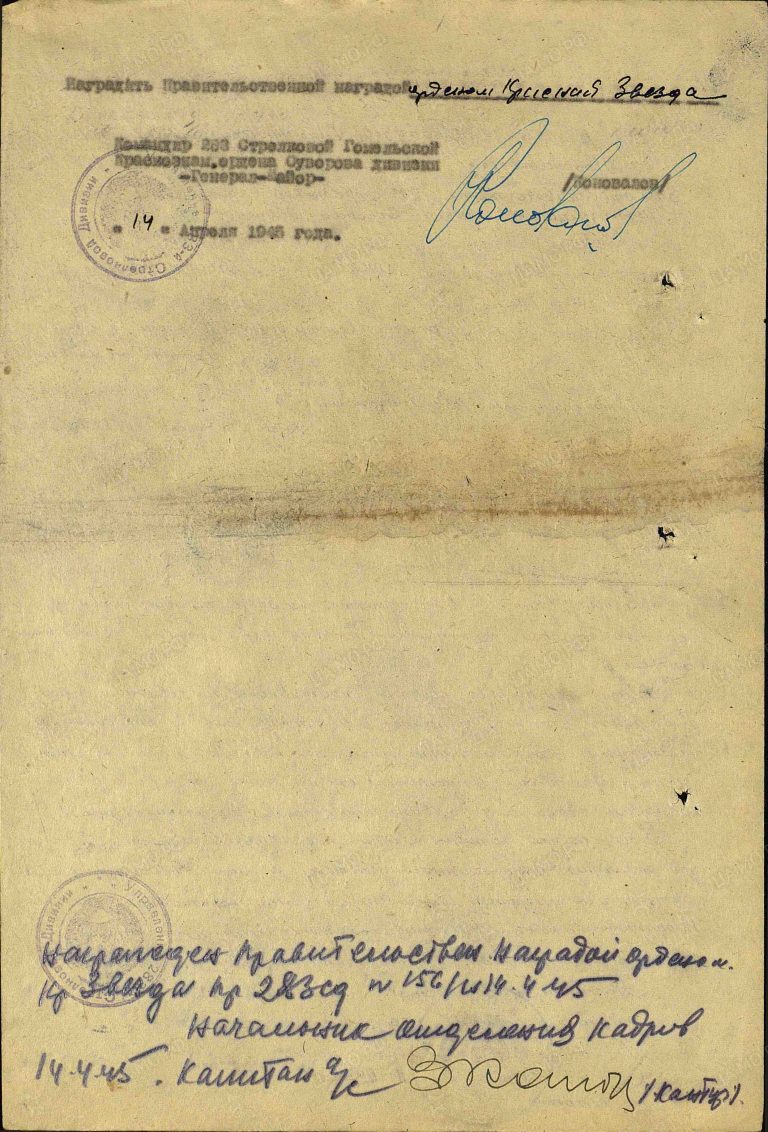 Наградить Правительственной наградой орденом Красная Звезда
Командир 283 Стрелковой Гомельской
Краснознам. ордена Суворова дивизии
-Генерал-Майор-
/Коновалов/
" 14 " Апреля 1945 года.
награжден Правительствен наградой орденом.
Кр Звезда пр 283сд № 156/н 14.4.45
Начальник отделения кадров
14.4.45. Капитан а/с /Кантур/.